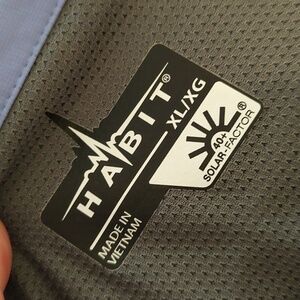 HABIT®
XL/XG
40+
SOLAR-FACTOR®
MADE IN
VIETNAM